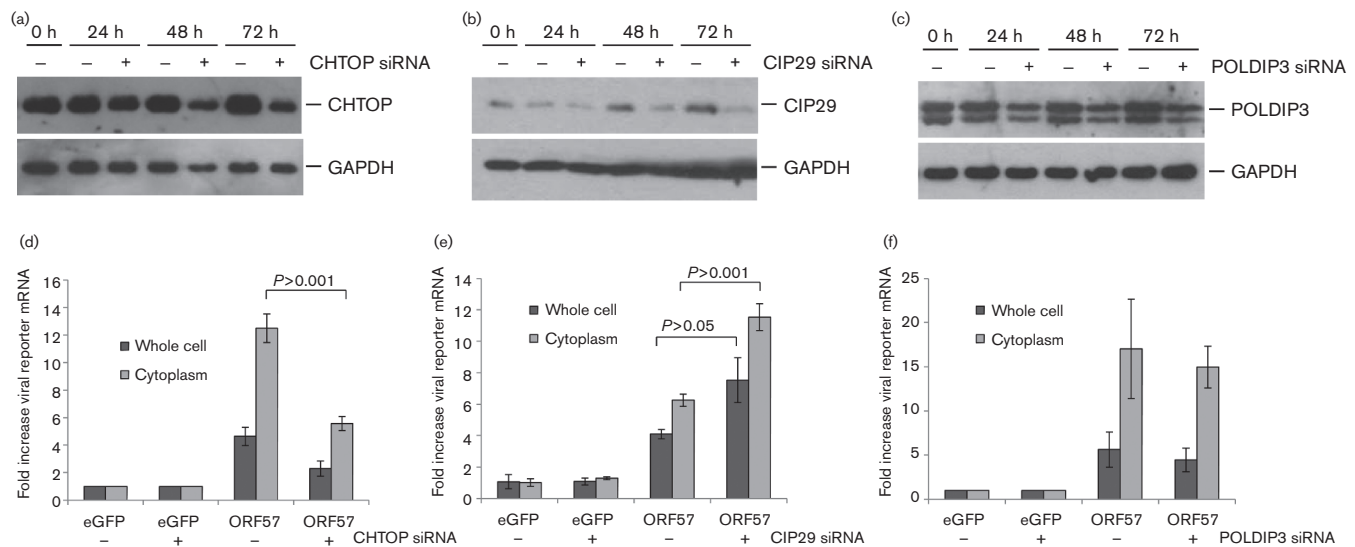 (a)
0 h 24 h 48 h 72 h
– – + – + – + CHTOP siRNA
CHTOP
GAPDH
(b)
0 h 24 h 48 h 72 h
– – + – + – + CIP29 siRNA
CIP29
GAPDH
(c)
0 h 24 h 48 h 72 h
– – + – + – + POLDIP3 siRNA
POLDIP3
GAPDH
(d)
Fold increase viral reporter mRNA
16
14
12
10
8
6
4
2
0
P>0.001
Whole cell
Cytoplasm
eGFP eGFP ORF57 ORF57
– + – + CHTOP siRNA
(e)
Fold increase viral reporter mRNA
14
12
10
8
6
4
2
0
P>0.001
P>0.05
Whole cell
Cytoplasm
eGFP eGFP ORF57 ORF57
– + – + CIP29 siRNA
(f)
Fold increase viral reporter mRNA
25
20
15
10
5
0
Whole cell
Cytoplasm
eGFP eGFP ORF57 ORF57
– + – + POLDIP3 siRNA